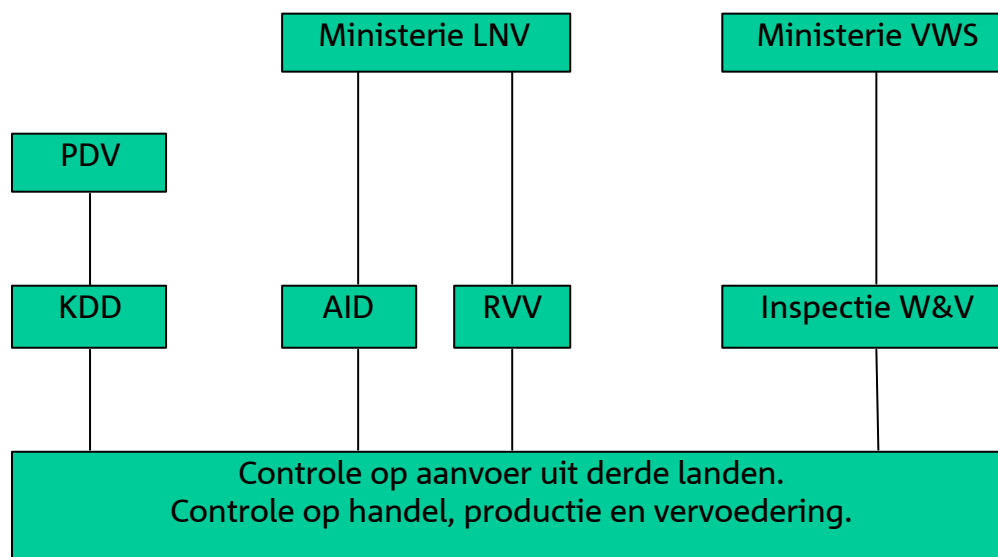 Ministerie LNV
Ministerie VWS
PDV
KDD
AID
RVV
Inspectie W&V
Controle op aanvoer uit derde landen.
Controle op handel, productie en vervoedering.